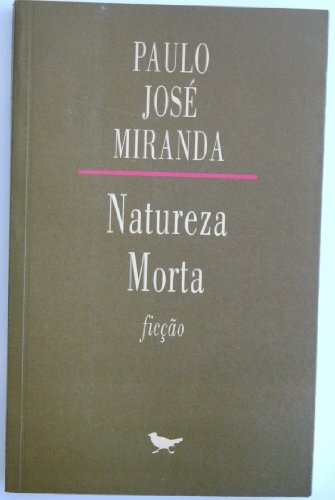 PAULO
JOSÉ
MIRANDA
Natureza
Morta
ficção